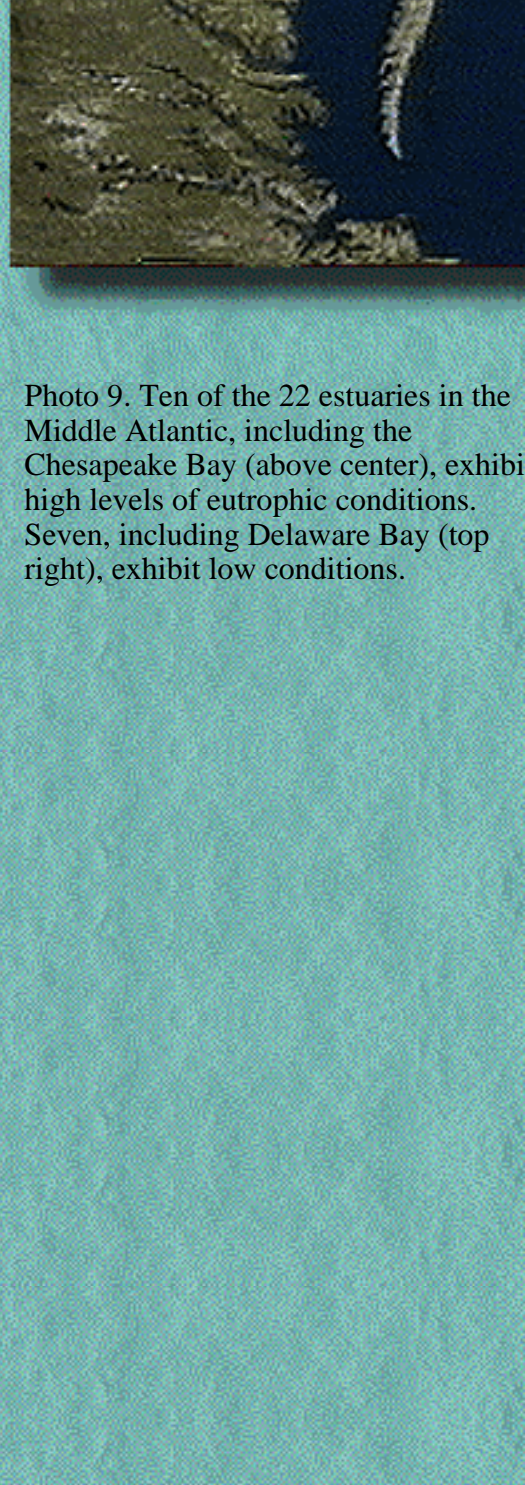 Photo 9. Ten of the 22 estuaries in the
Middle Atlantic, including the
Chesapeake Bay (above center), exhibi
high levels of eutrophic conditions.
Seven, including Delaware Bay (top
right), exhibit low conditions.